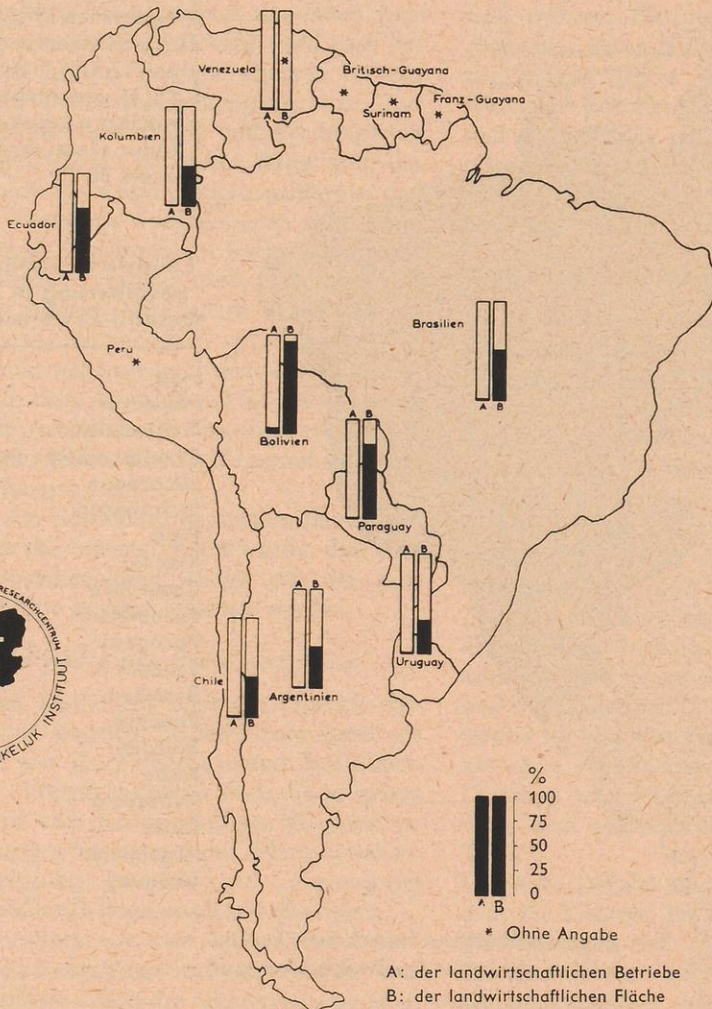 Venezuela
*
Britisch-Guayana
*
*
Surinam
Franz-Guayana
*
A B
Kolumbien
A B
Ecuador
A B
Peru
*
A B
Bolivien
Brasilien
A B
A B
Paraguay
A B
Uruguay
A B
Argentinien
Chile
A B
RESEARCHCENTRUM
INSTITUUT
%
100
75
50
25
0
A B
* Ohne Angabe
A: der landwirtschaftlichen Betriebe
B: der landwirtschaftlichen Fläche